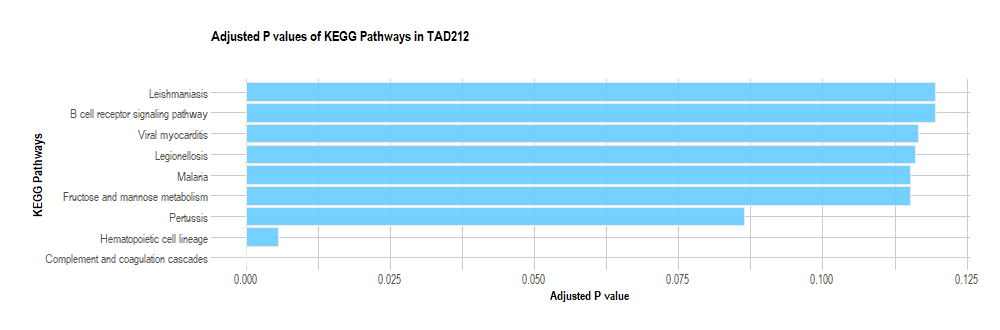 Adjusted P values of KEGG Pathways in TAD212
KEGG Pathways
Leishmaniasis
B cell receptor signaling pathway
Viral myocarditis
Legionellosis
Malaria
Fructose and mannose metabolism
Pertussis
Hematopoietic cell lineage
Complement and coagulation cascades
0.000 0.025 0.050 0.075 0.100 0.125
Adjusted P value